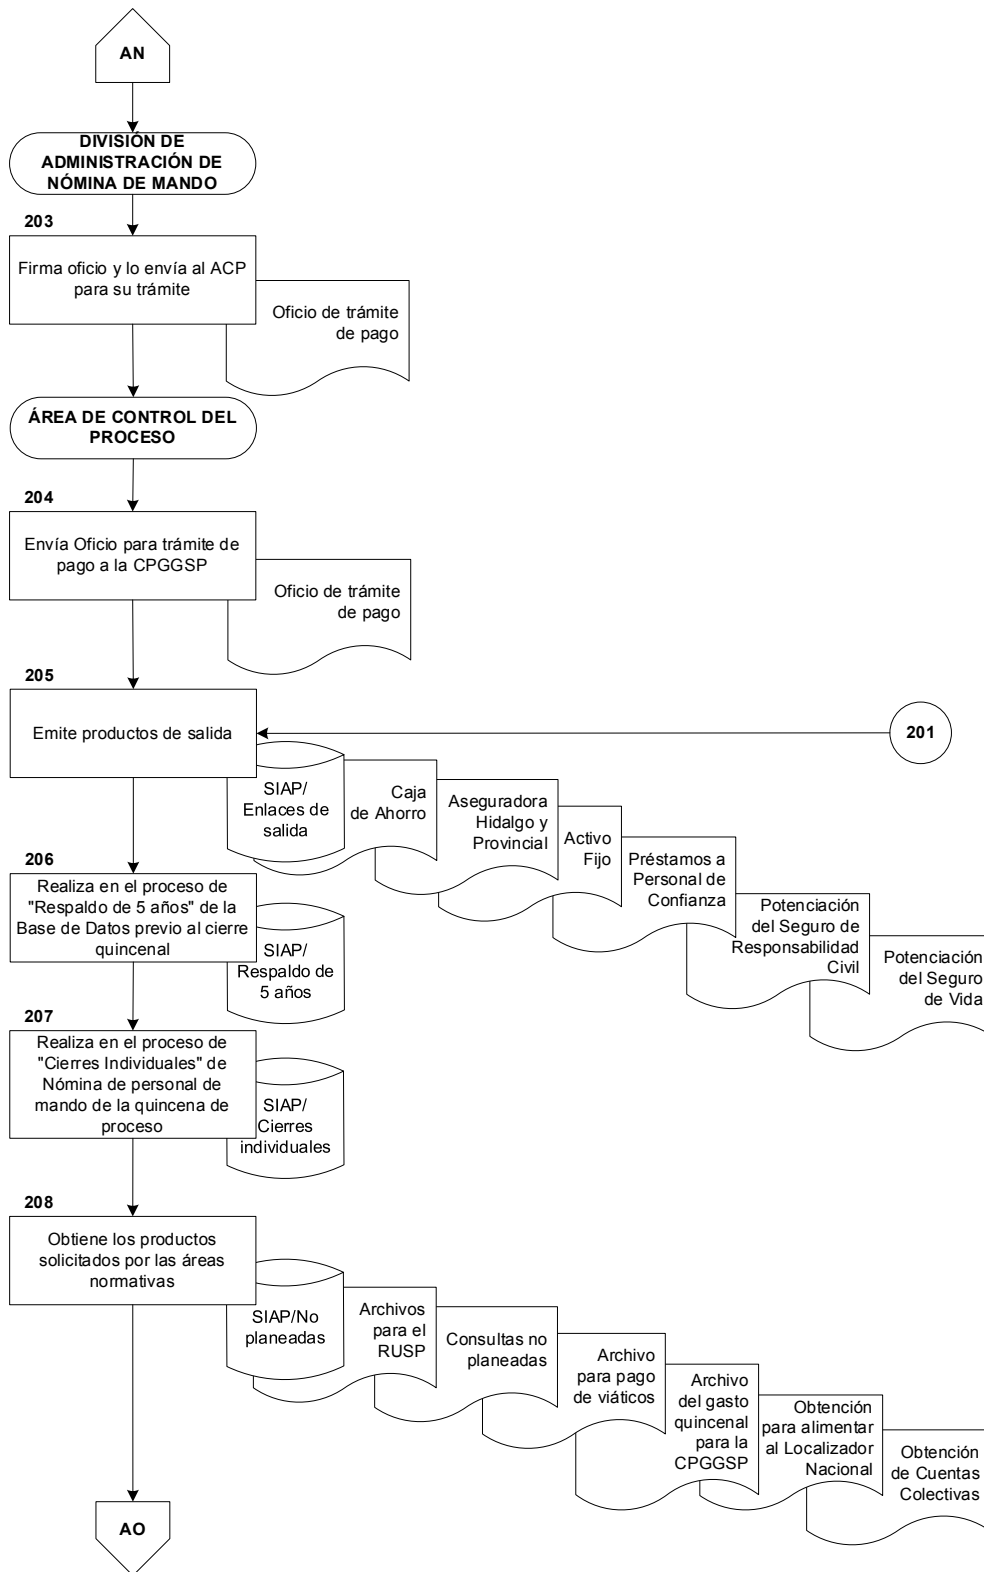 AN
DIVISIÓN DE
ADMINISTRACIÓN DE
NÓMINA DE MANDO
203
Firma oficio y lo envía al ACP
para su trámite
Oficio de trámite
de pago
ÁREA DE CONTROL DEL
PROCESO
204
Envía Oficio para trámite de
pago a la CPGGSP
Oficio de trámite
de pago
205
Emite productos de salida
201
SIAP/
Enlaces de
salida
Caja
de Ahorro
Aseguradora
Hidalgo y
Provincial
Activo
Fijo
Préstamos a
Personal de
Confianza
Potenciación
del Seguro de
Responsabilidad
Civil
Potenciación
del Seguro
de Vida
206
Realiza en el proceso de
"Respaldo de 5 años" de la
Base de Datos previo al cierre
quincenal
SIAP/
Respaldo de
5 años
207
Realiza en el proceso de
"Cierres Individuales" de
Nómina de personal de
mando de la quincena de
proceso
SIAP/
Cierres
individuales
208
Obtiene los productos
solicitados por las áreas
normativas
SIAP/No
planeadas
Archivos
para el
RUSP
Consultas no
planeadas
Archivo
para pago
de viáticos
Archivo
del gasto
quincenal
para la
CPGGSP
Obtención
para alimentar
al Localizador
Nacional
Obtención
de Cuentas
Colectivas
AO